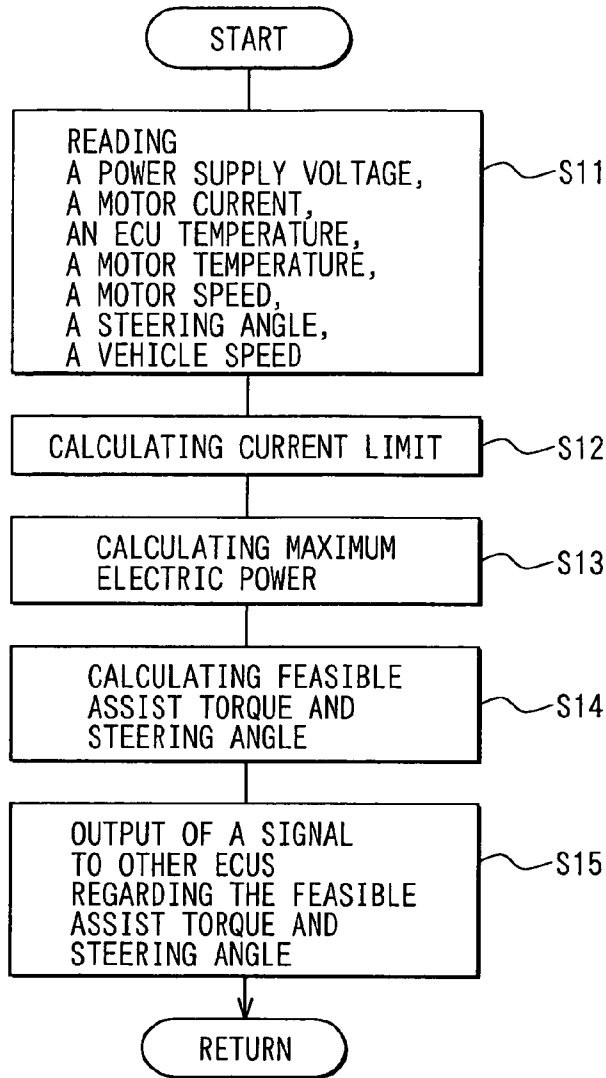 START
READING
A POWER SUPPLY VOLTAGE,
A MOTOR CURRENT,
AN ECU TEMPERATURE,
A MOTOR TEMPERATURE,
A MOTOR SPEED,
A STEERING ANGLE,
A VEHICLE SPEED
S11
CALCULATING CURRENT LIMIT
S12
CALCULATING MAXIMUM
ELECTRIC POWER
S13
CALCULATING FEASIBLE
ASSIST TORQUE AND
STEERING ANGLE
S14
OUTPUT OF A SIGNAL
TO OTHER ECUS
REGARDING THE FEASIBLE
ASSIST TORQUE AND
STEERING ANGLE
S15
RETURN